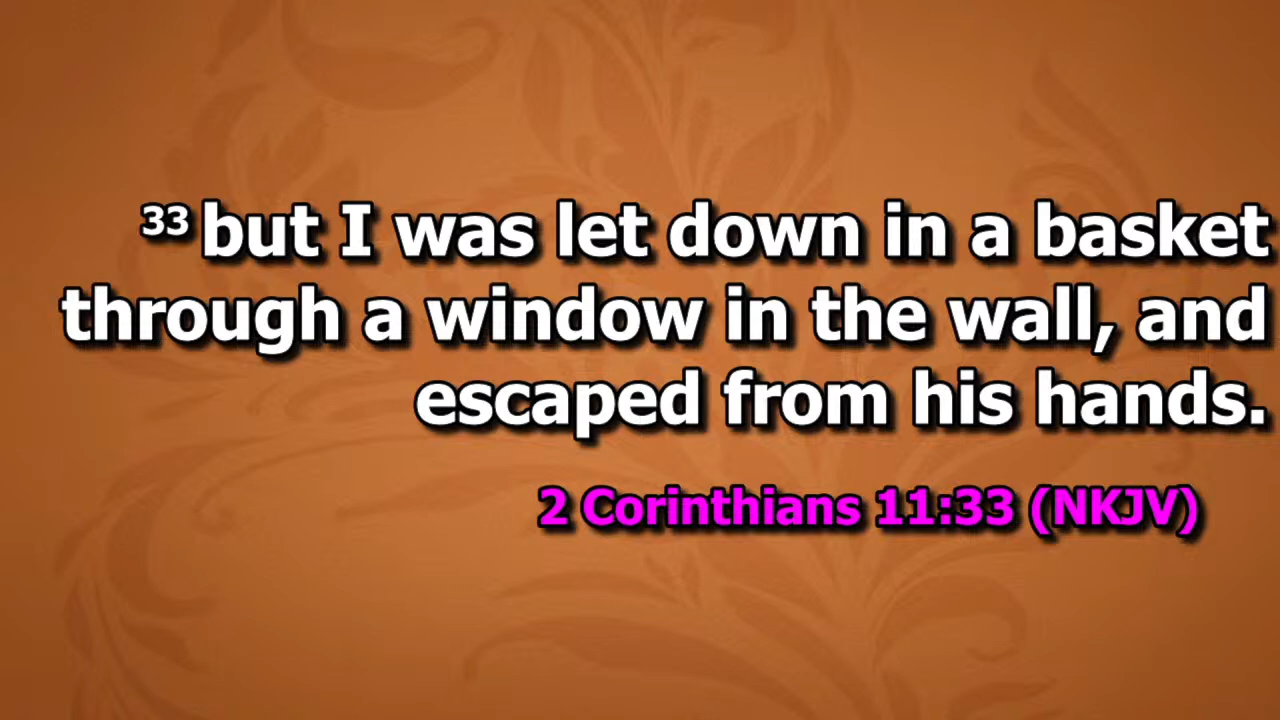 33 but I was let down in a basket
through a window in the wall, and
escaped from his hands.
2 Corinthians 11:33 (NKJV)